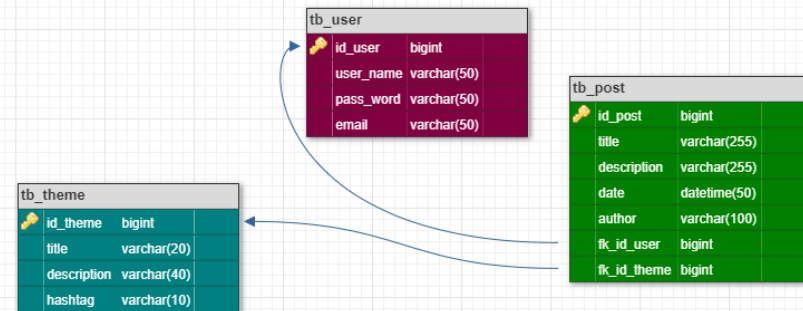 tb_user
id_user bigint
user_name varchar(50)
pass_word varchar(50)
email varchar(50)
tb_post
id_post bigint
title varchar(255)
description varchar(255)
date datetime(50)
author varchar(100)
fk_id_user bigint
fk_id_theme bigint
tb_theme
id_theme bigint
title varchar(20)
description varchar(40)
hashtag varchar(10)